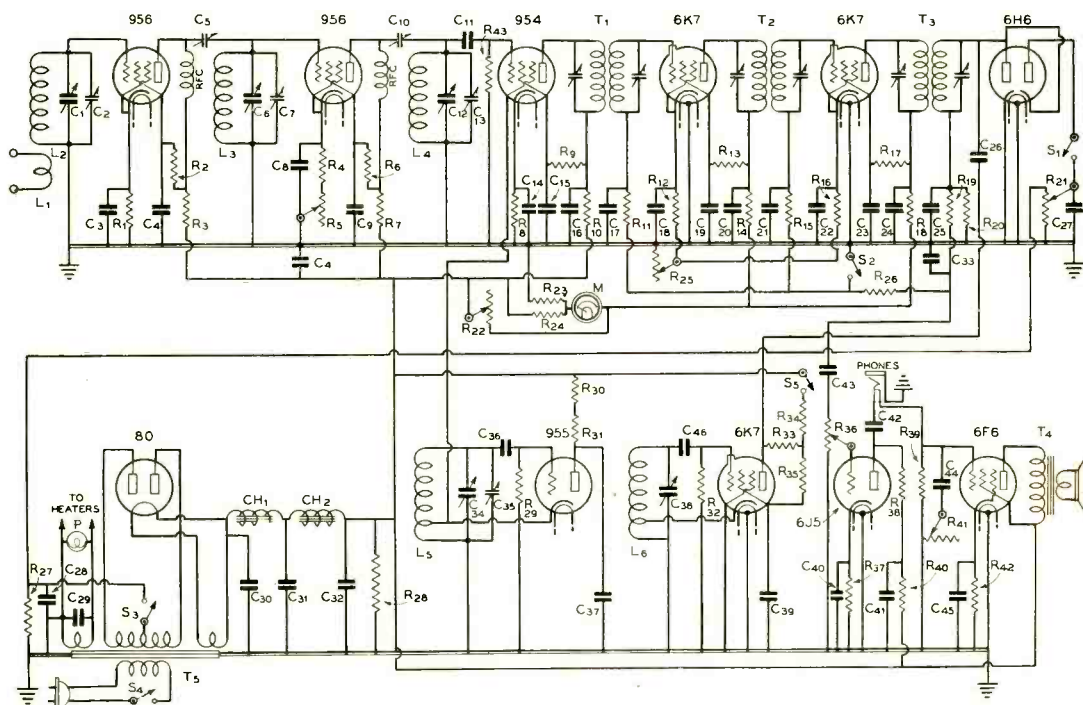 956 C5 956 C10 C11 R43 954 T1 6K7 T2 6K7 T3 6H6
RFC RFC
C1 C2 C6 C7 C12 C13
L2 L3 L4
L1
C8 R4 R6 R9 R13 R17 C26 S1
R2 C14 C15 R12 R16 R19 R21
C3 R1 C4 R3 R5 C9 R7 R8 C16 R10 C17 R11 C18 C19 C20 R14 C21 R15 C22 C23 C24 R18 C25 R20 C27
C4 R25 S2 R26 C33
R23 M
R22 R24
S5 C43 PHONES
R30 R34 C42
80 C36 955 R31 C46 6K7 R33 R36 R39 6F6 T4
TO HEATERS
P
CH1 CH2 C34 C35 R29 C38 R32 R35 6J5 R38 C44
L5 L6 R41
R27 C28 C29 S3 C30 C31 C32 R28 C37 C39 C40 R37 C41 R40 C45 R42
S4 T5